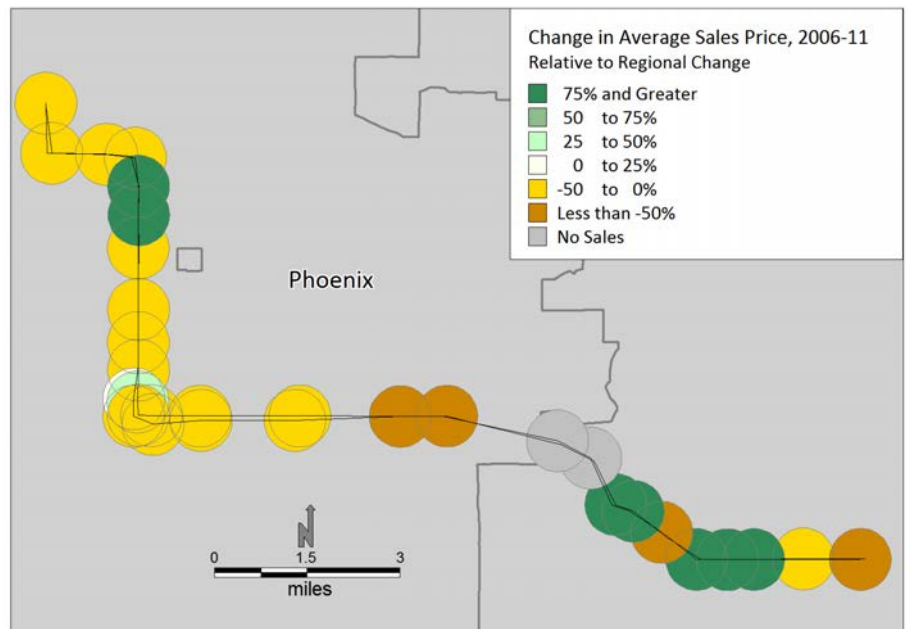 Change in Average Sales Price, 2006-11
Relative to Regional Change
75% and Greater
50 to 75%
25 to 50%
0 to 25%
-50 to 0%
Less than -50%
No Sales
Phoenix
N
0 1.5 3
miles